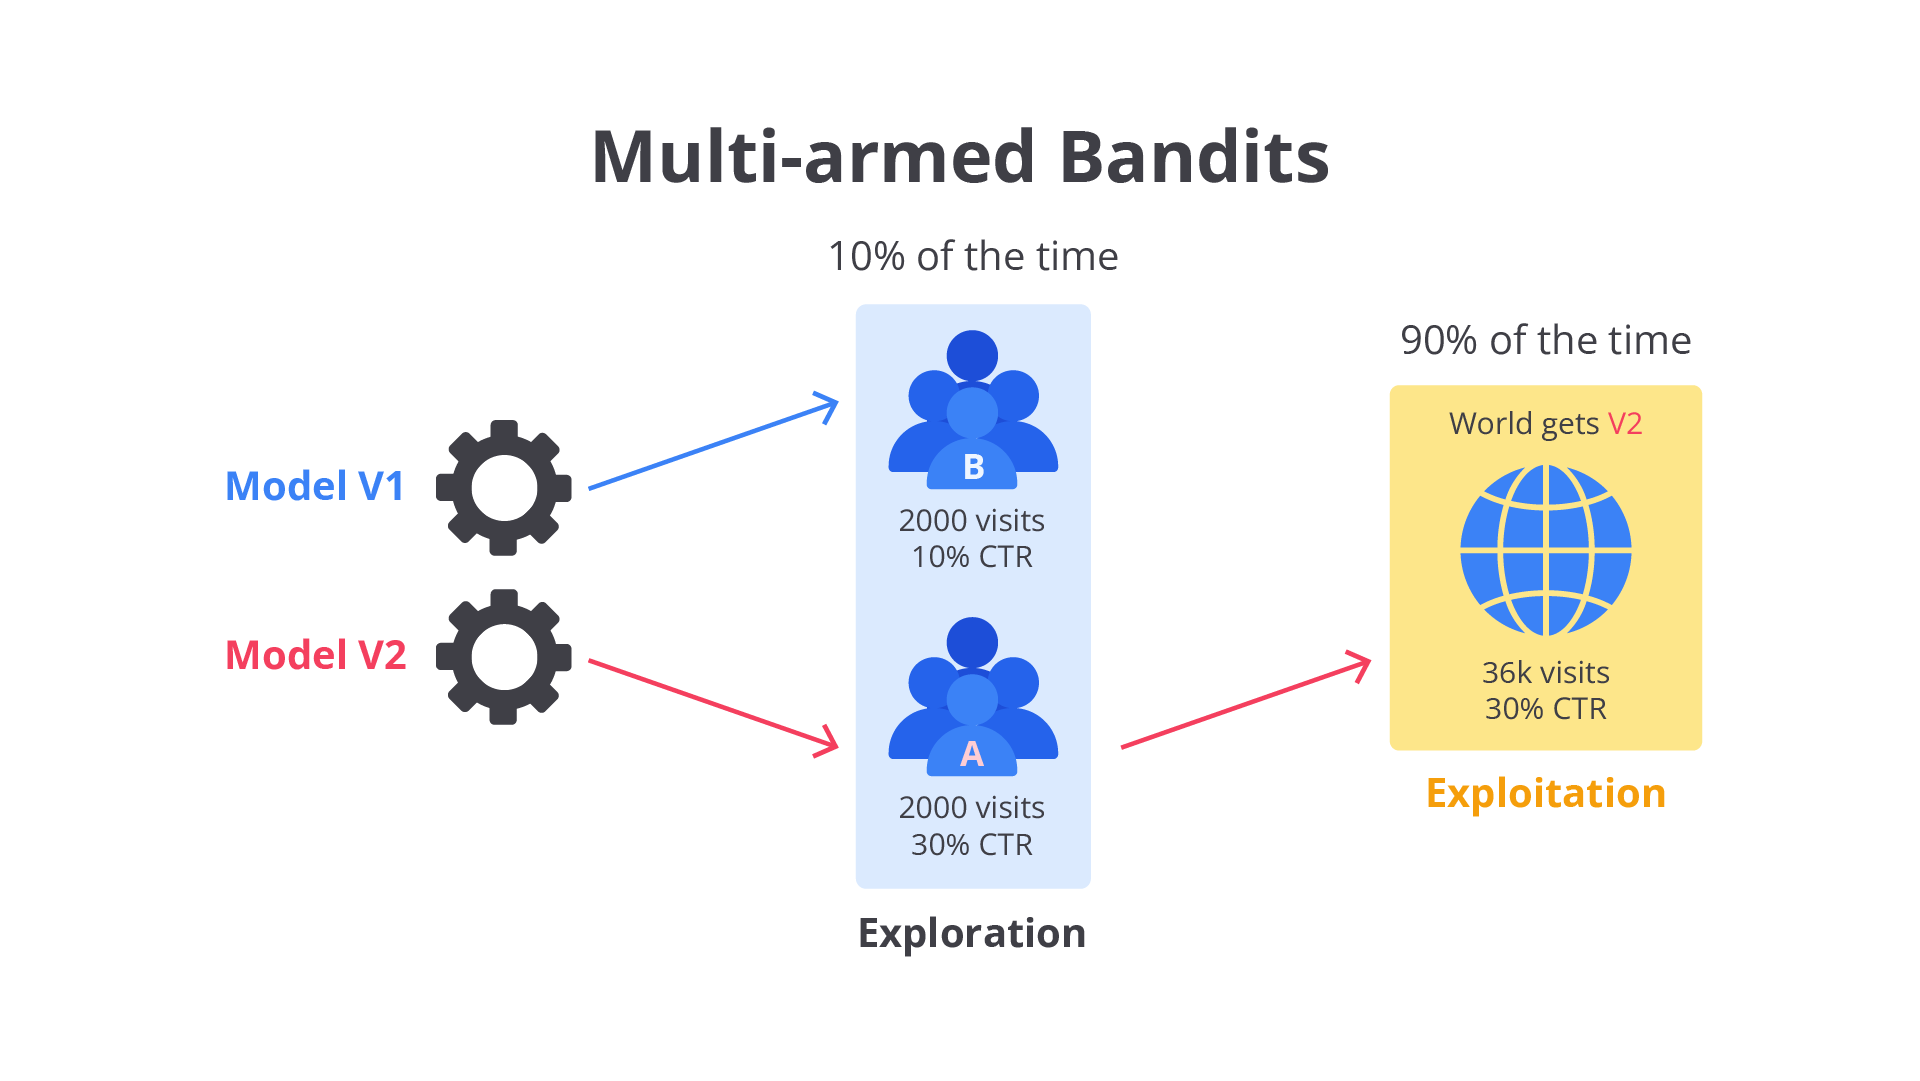 Multi-armed Bandits
10% of the time
90% of the time
Model V1
Model V2
B
2000 visits
10% CTR
A
2000 visits
30% CTR
Exploration
World gets V2
36k visits
30% CTR
Exploitation